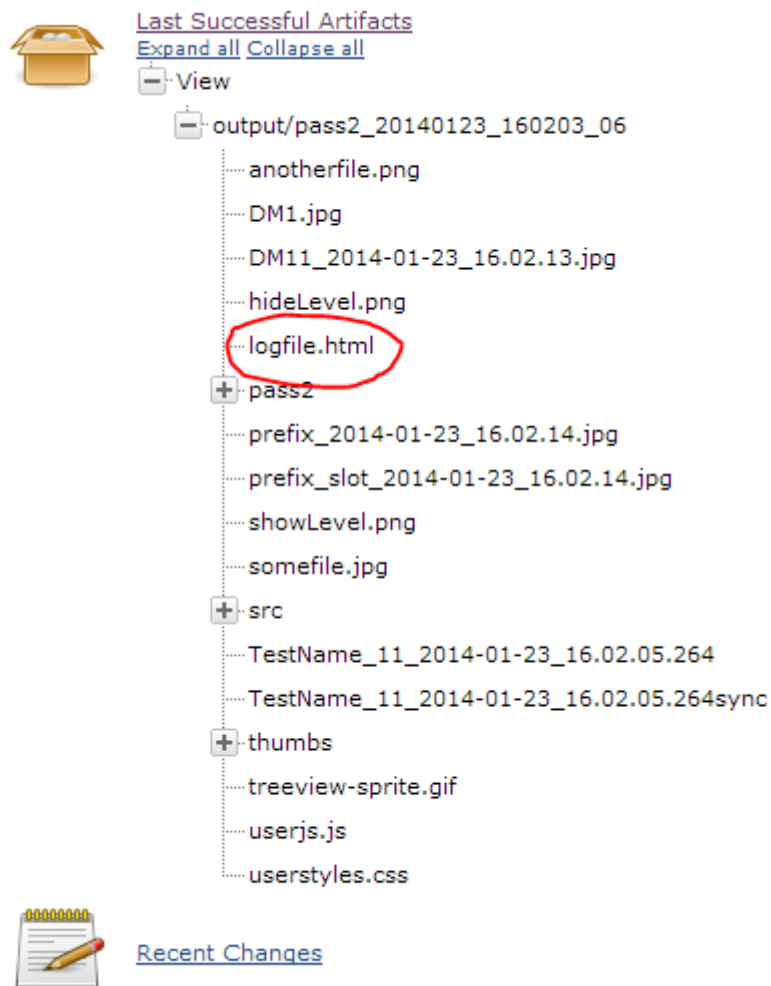 Last Successful Artifacts
Expand all Collapse all
View
output/pass2_20140123_160203_06
anotherfile.png
DM1.jpg
DM11_2014-01-23_16.02.13.jpg
hideLevel.png
logfile.html
pass2
prefix_2014-01-23_16.02.14.jpg
prefix_slot_2014-01-23_16.02.14.jpg
showLevel.png
somefile.jpg
src
TestName_11_2014-01-23_16.02.05.264
TestName_11_2014-01-23_16.02.05.264sync
thumbs
treeview-sprite.gif
userjs.js
userstyles.css
Recent Changes